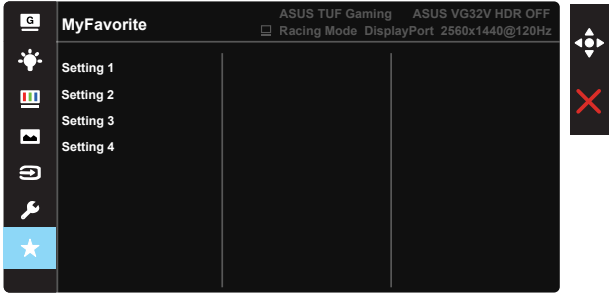 G
MyFavorite
ASUS TUF Gaming ASUS VG32V HDR OFF
Racing Mode DisplayPort 2560x1440@120Hz
Setting 1
Setting 2
Setting 3
Setting 4